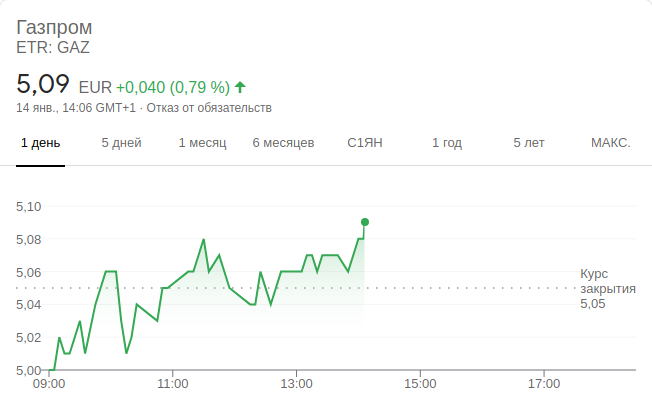 Газпром
ETR: GAZ
5,09 EUR +0,040 (0,79 %)
14 янв., 14:06 GMT+1 · Отказ от обязательств
1 день 5 дней 1 месяц 6 месяцев С1ЯН 1 год 5 лет МАКС.
5,10
5,08
5,06
5,04
5,02
5,00
Курс
закрытия
5,05
09:00 11:00 13:00 15:00 17:00